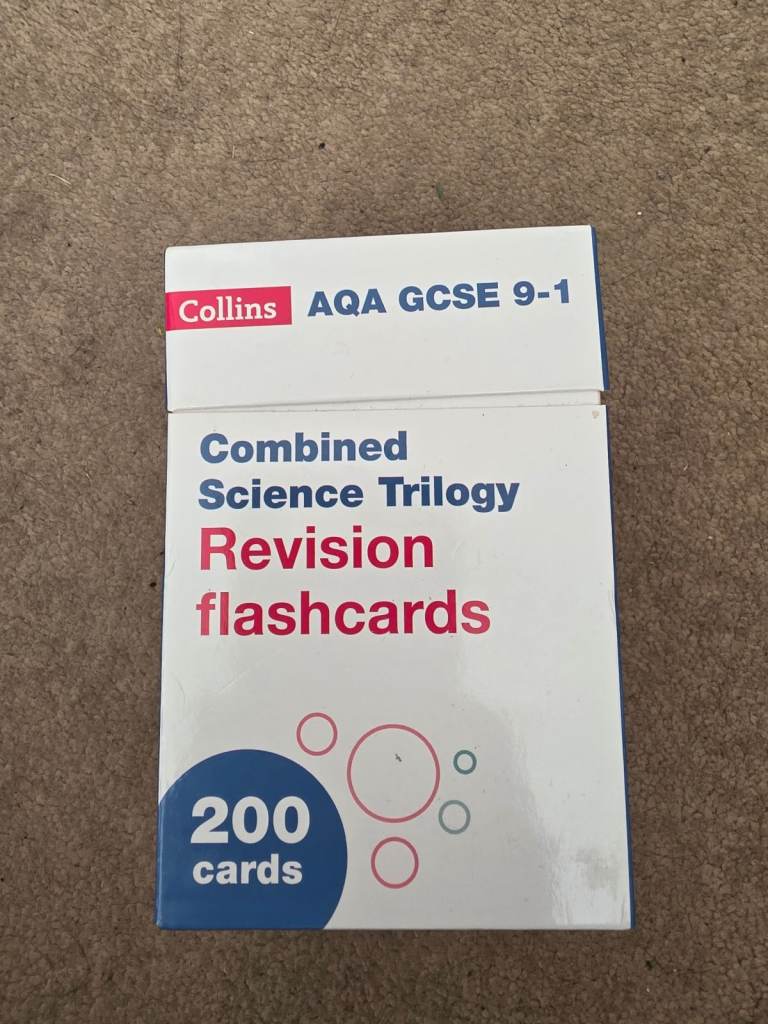 Collins AQA GCSE 9-1
Combined
Science Trilogy
Revision
flashcards
200
cards